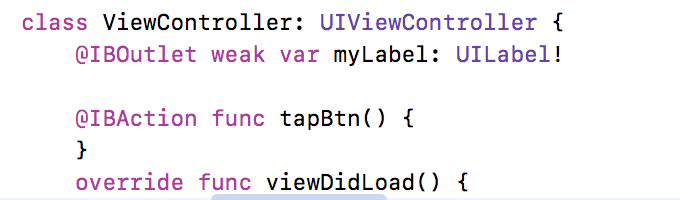 class ViewController: UIViewController {
@IBOutlet weak var myLabel: UILabel!
@IBAction func tapBtn() {
}
override func viewDidLoad() {